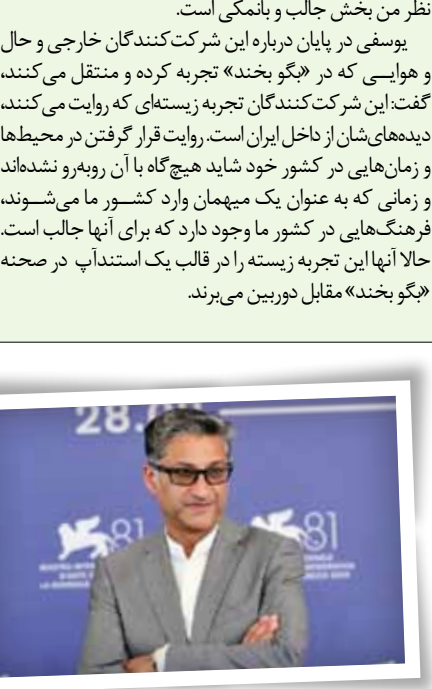 نظر من بخش جالب و بانمکی است.
یوسفی در پایان درباره این شرکت‌کنندگان خارجی و حال
و هوایــی که در «بگو بخند» تجربه کرده و منتقل می‌کنند،
گفت: این شرکت‌کنندگان تجربه زیسته‌ای که روایت می‌کنند،
دیده‌های‌شان از داخل ایران است. روایت قرار گرفتن در محیط‌ها
و زمان‌هایی در کشور خود شاید هیچ‌گاه با آن روبه‌رو نشده‌اند
و زمانی که به عنوان یک میهمان وارد کشــور ما می‌شــوند،
فرهنگ‌هایی در کشور ما وجود دارد که برای آنها جالب است.
حالا آنها این تجربه زیسته را در قالب یک استندآپ در صحنه
«بگو بخند» مقابل دوربین می‌برند.
28.0
81
81